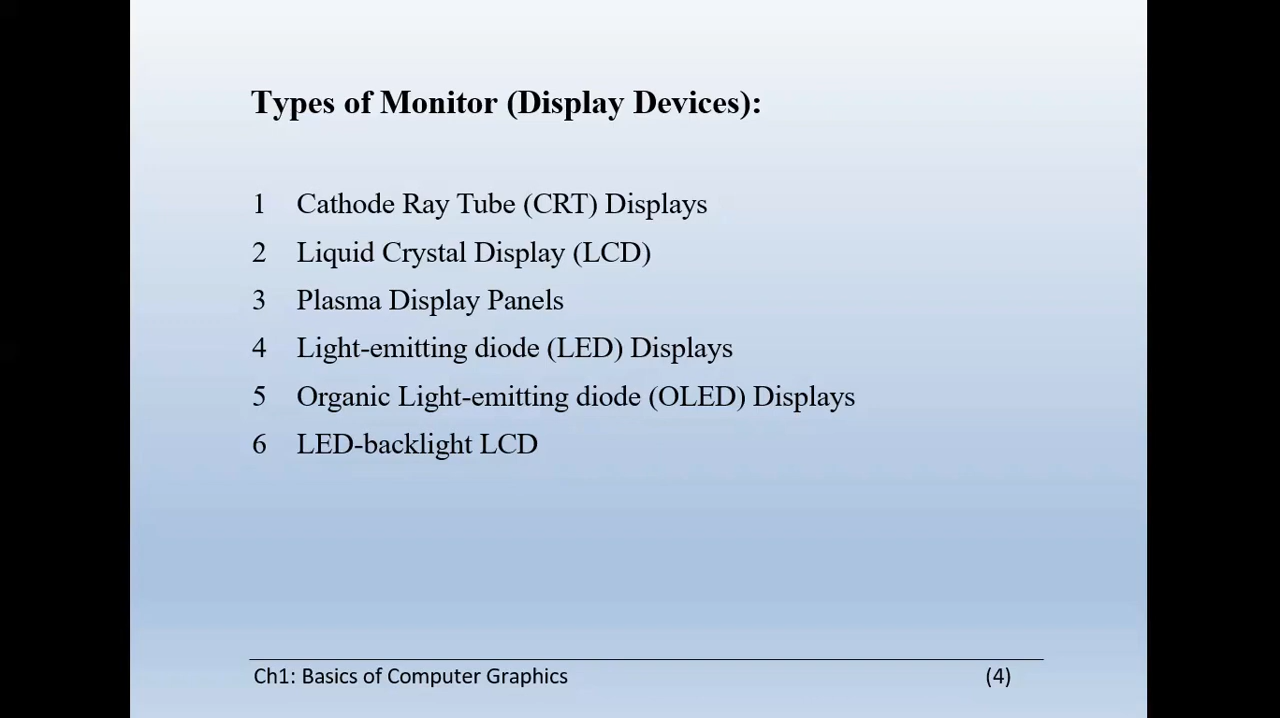 Types of Monitor (Display Devices):
1 Cathode Ray Tube (CRT) Displays
2 Liquid Crystal Display (LCD)
3 Plasma Display Panels
4 Light-emitting diode (LED) Displays
5 Organic Light-emitting diode (OLED) Displays
6 LED-backlight LCD
Ch1: Basics of Computer Graphics (4)